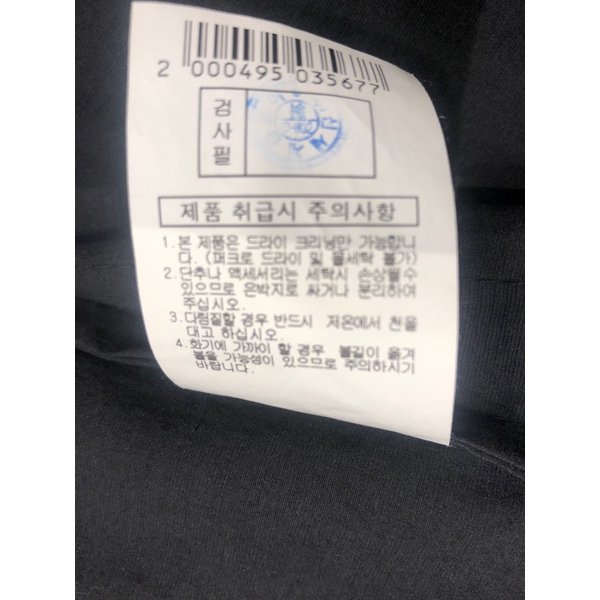 2 000495 035677
검사필
제품 취급시 주의사항
1.본 제품은 드라이 크리닝만 가능합니
다. (퍼크로 드라이 및 물세탁 불가)
2.단추나 액세서리는 세탁시 손상될수
있으므로 은박지로 싸거나 분리하여
주십시오.
3.다림질할 경우 반드시 저온에서 천을
대고 하십시오.
4.화기에 가까이 할 경우 불길이 옮겨
붙을 가능성이 있으므로 주의하시기
바랍니다.